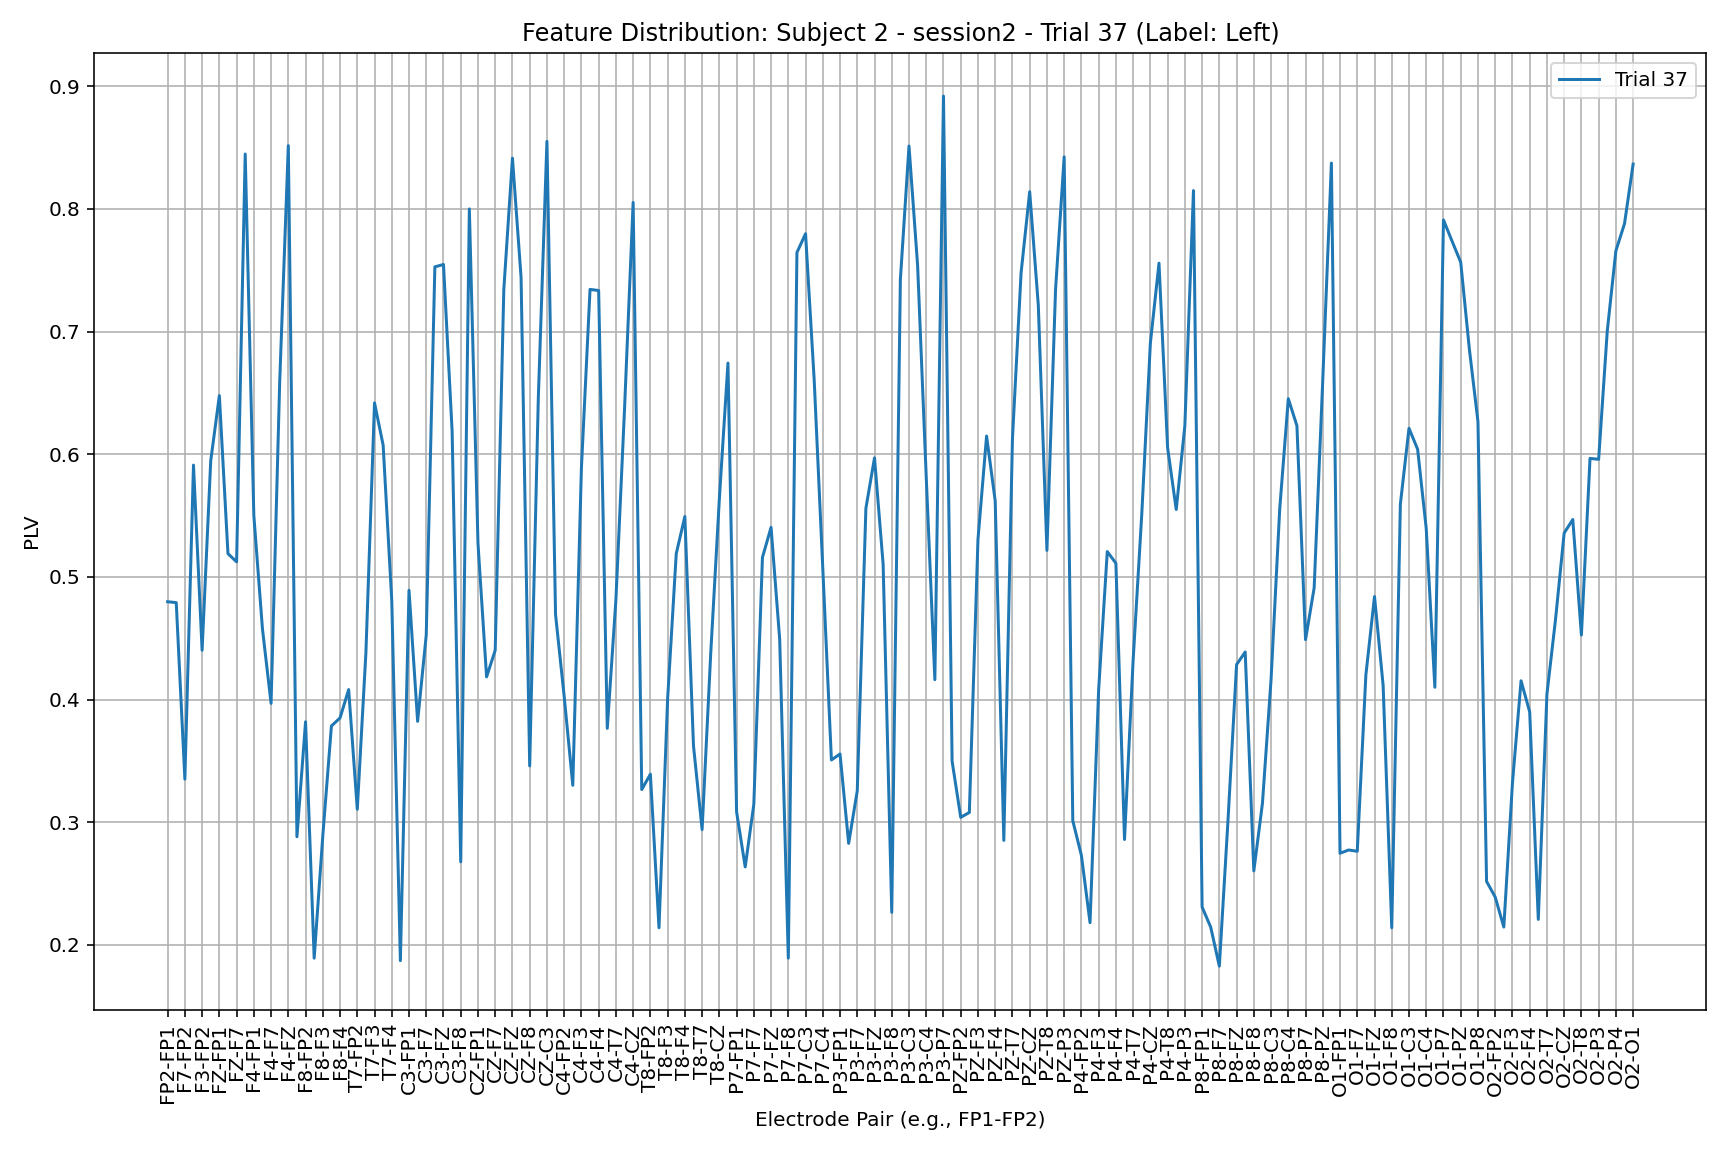 Feature Distribution: Subject 2 - session2 - Trial 37 (Label: Left)
Trial 37
PLV
0.9
0.8
0.7
0.6
0.5
0.4
0.3
0.2
FP2-FP1
F7-FP2
F3-FP2
FZ-FP1
FZ-F7
F4-FP1
F4-F7
F4-FZ
F8-FP2
F8-F3
F8-F4
T7-FP2
T7-F3
T7-F4
C3-FP1
C3-F7
C3-FZ
C3-F8
CZ-FP1
CZ-F7
CZ-FZ
CZ-F8
CZ-C3
C4-FP2
C4-F3
C4-F4
C4-T7
C4-CZ
T8-FP2
T8-F3
T8-F4
T8-T7
T8-CZ
P7-FP1
P7-F7
P7-FZ
P7-F8
P7-C3
P7-C4
P3-FP1
P3-F7
P3-FZ
P3-F8
P3-C3
P3-C4
P3-P7
PZ-FP2
PZ-F3
PZ-F4
PZ-T7
PZ-CZ
PZ-T8
PZ-P3
P4-FP2
P4-F3
P4-F4
P4-T7
P4-CZ
P4-T8
P4-P3
P8-FP1
P8-F7
P8-FZ
P8-F8
P8-C3
P8-C4
P8-P7
P8-PZ
O1-FP1
O1-F7
O1-FZ
O1-F8
O1-C3
O1-C4
O1-P7
O1-PZ
O1-P8
O2-FP2
O2-F3
O2-F4
O2-T7
O2-CZ
O2-T8
O2-P3
O2-P4
O2-O1
Electrode Pair (e.g., FP1-FP2)